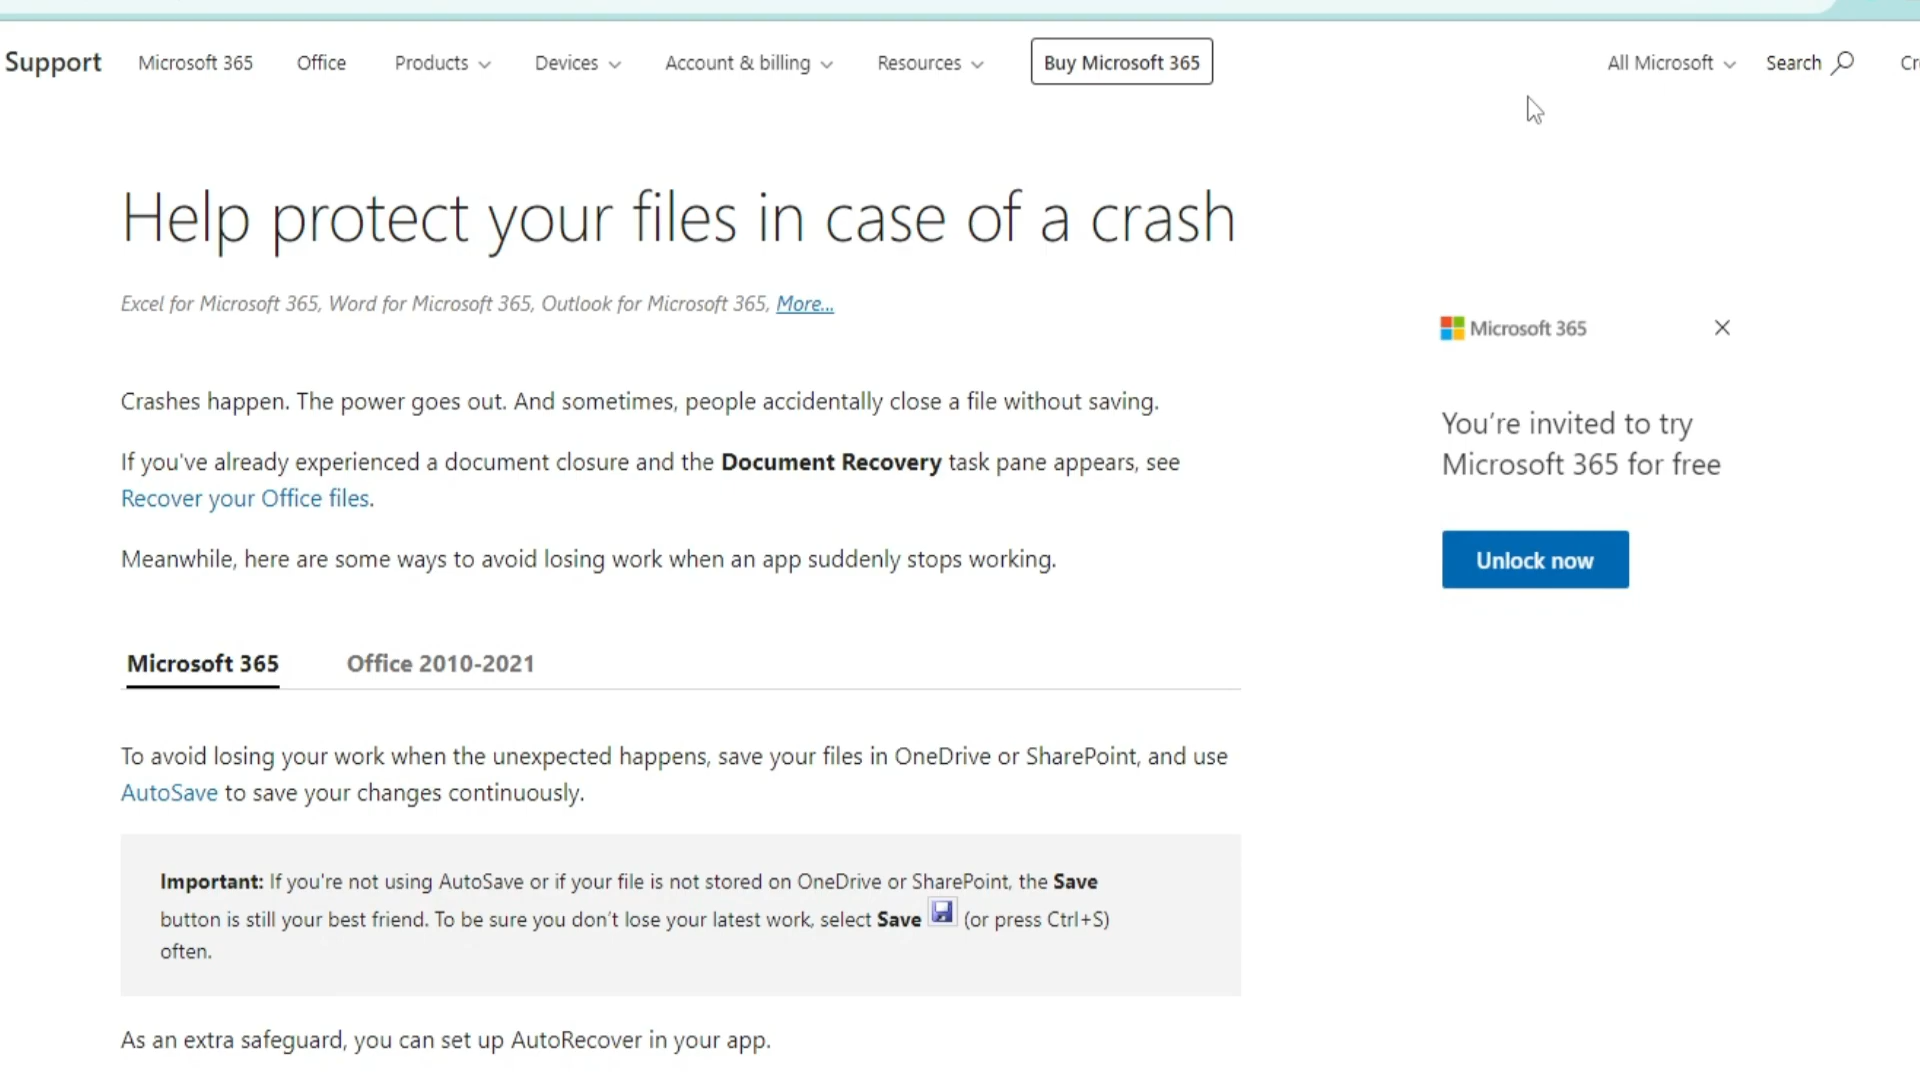 Support Microsoft 365 Office Products Devices Account & billing Resources Buy Microsoft 365 All Microsoft Search
Help protect your files in case of a crash
Excel for Microsoft 365, Word for Microsoft 365, Outlook for Microsoft 365, More...
Crashes happen. The power goes out. And sometimes, people accidentally close a file without saving.
If you've already experienced a document closure and the Document Recovery task pane appears, see
Recover your Office files.
Meanwhile, here are some ways to avoid losing work when an app suddenly stops working.
Microsoft 365 Office 2010-2021
To avoid losing your work when the unexpected happens, save your files in OneDrive or SharePoint, and use
AutoSave to save your changes continuously.
Important: If you're not using AutoSave or if your file is not stored on OneDrive or SharePoint, the Save
button is still your best friend. To be sure you don't lose your latest work, select Save (or press Ctrl+S)
often.
As an extra safeguard, you can set up AutoRecover in your app.
Microsoft 365
You're invited to try
Microsoft 365 for free
Unlock now